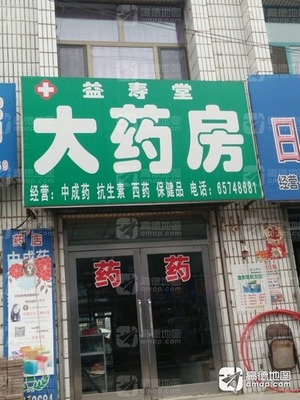 益寿堂
大药房
经营：中成药 抗生素 西药 保健品 电话：65748681
日
经营
药店
中成药
药 药
高德地图
amap.com